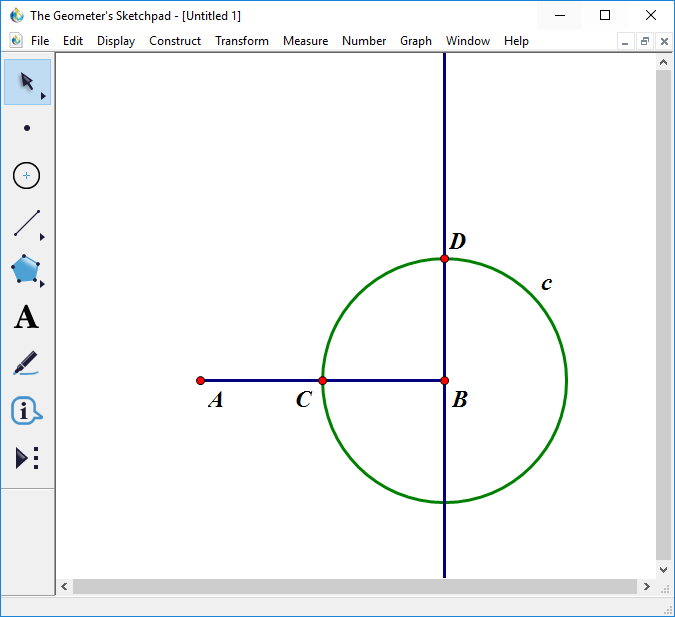 The Geometer's Sketchpad - [Untitled 1]
File Edit Display Construct Transform Measure Number Graph Window Help
A
D
c
A C B